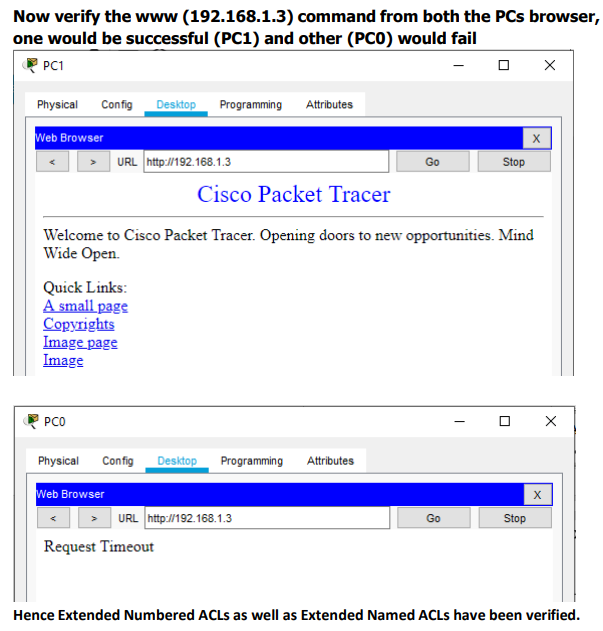 Now verify the www (192.168.1.3) command from both the PCs browser,
one would be successful (PC1) and other (PC0) would fail
PC1
Physical Config Desktop Programming Attributes
Web Browser X
< > URL http://192.168.1.3 Go Stop
Cisco Packet Tracer
Welcome to Cisco Packet Tracer. Opening doors to new opportunities. Mind
Wide Open.
Quick Links:
A small page
Copyrights
Image page
Image
PC0
Physical Config Desktop Programming Attributes
Web Browser X
< > URL http://192.168.1.3 Go Stop
Request Timeout
Hence Extended Numbered ACLs as well as Extended Named ACLs have been verified.